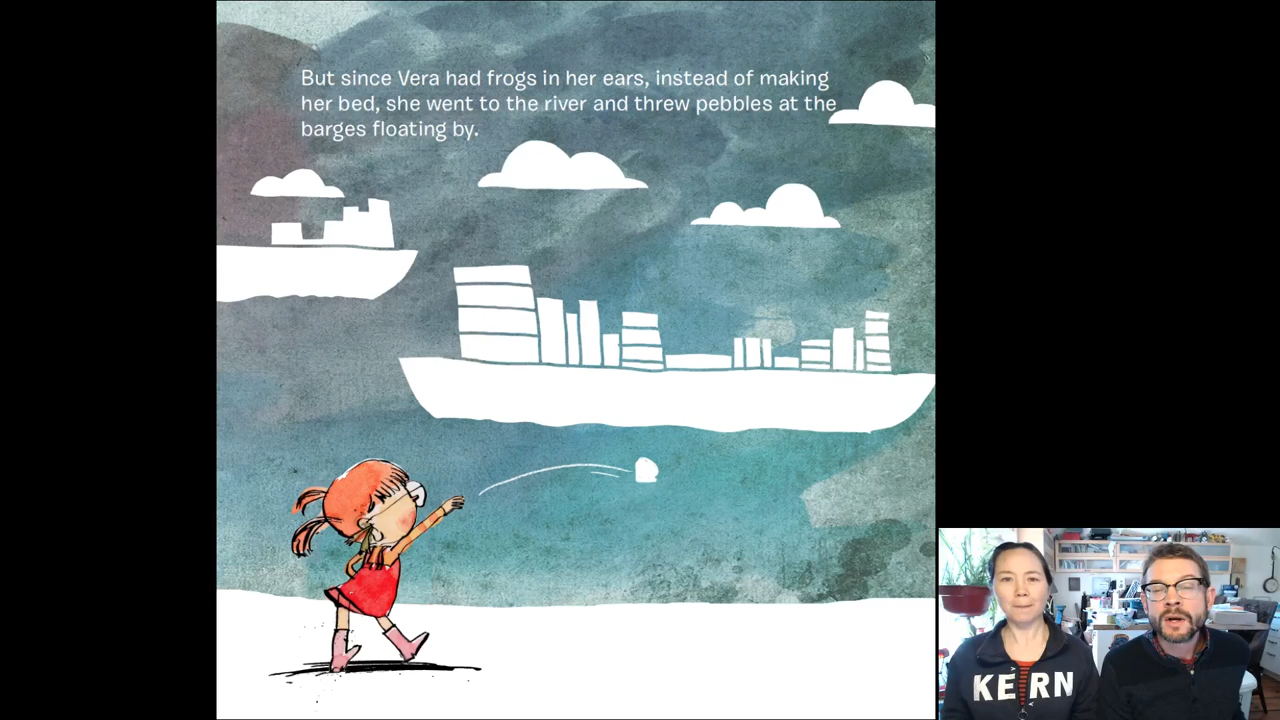 But since Vera had frogs in her ears, instead of making
her bed, she went to the river and threw pebbles at the
barges floating by.
KERN